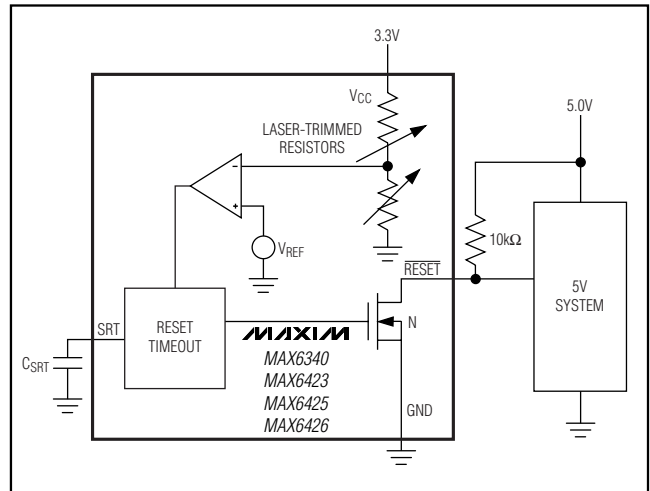 3.3V
VCC
5.0V
LASER-TRIMMED
RESISTORS
−
+
VREF
10kΩ
RESET
5V
SYSTEM
SRT
RESET
TIMEOUT
N
CSRT
MAXIM
MAX6340
MAX6423
MAX6425
MAX6426
GND